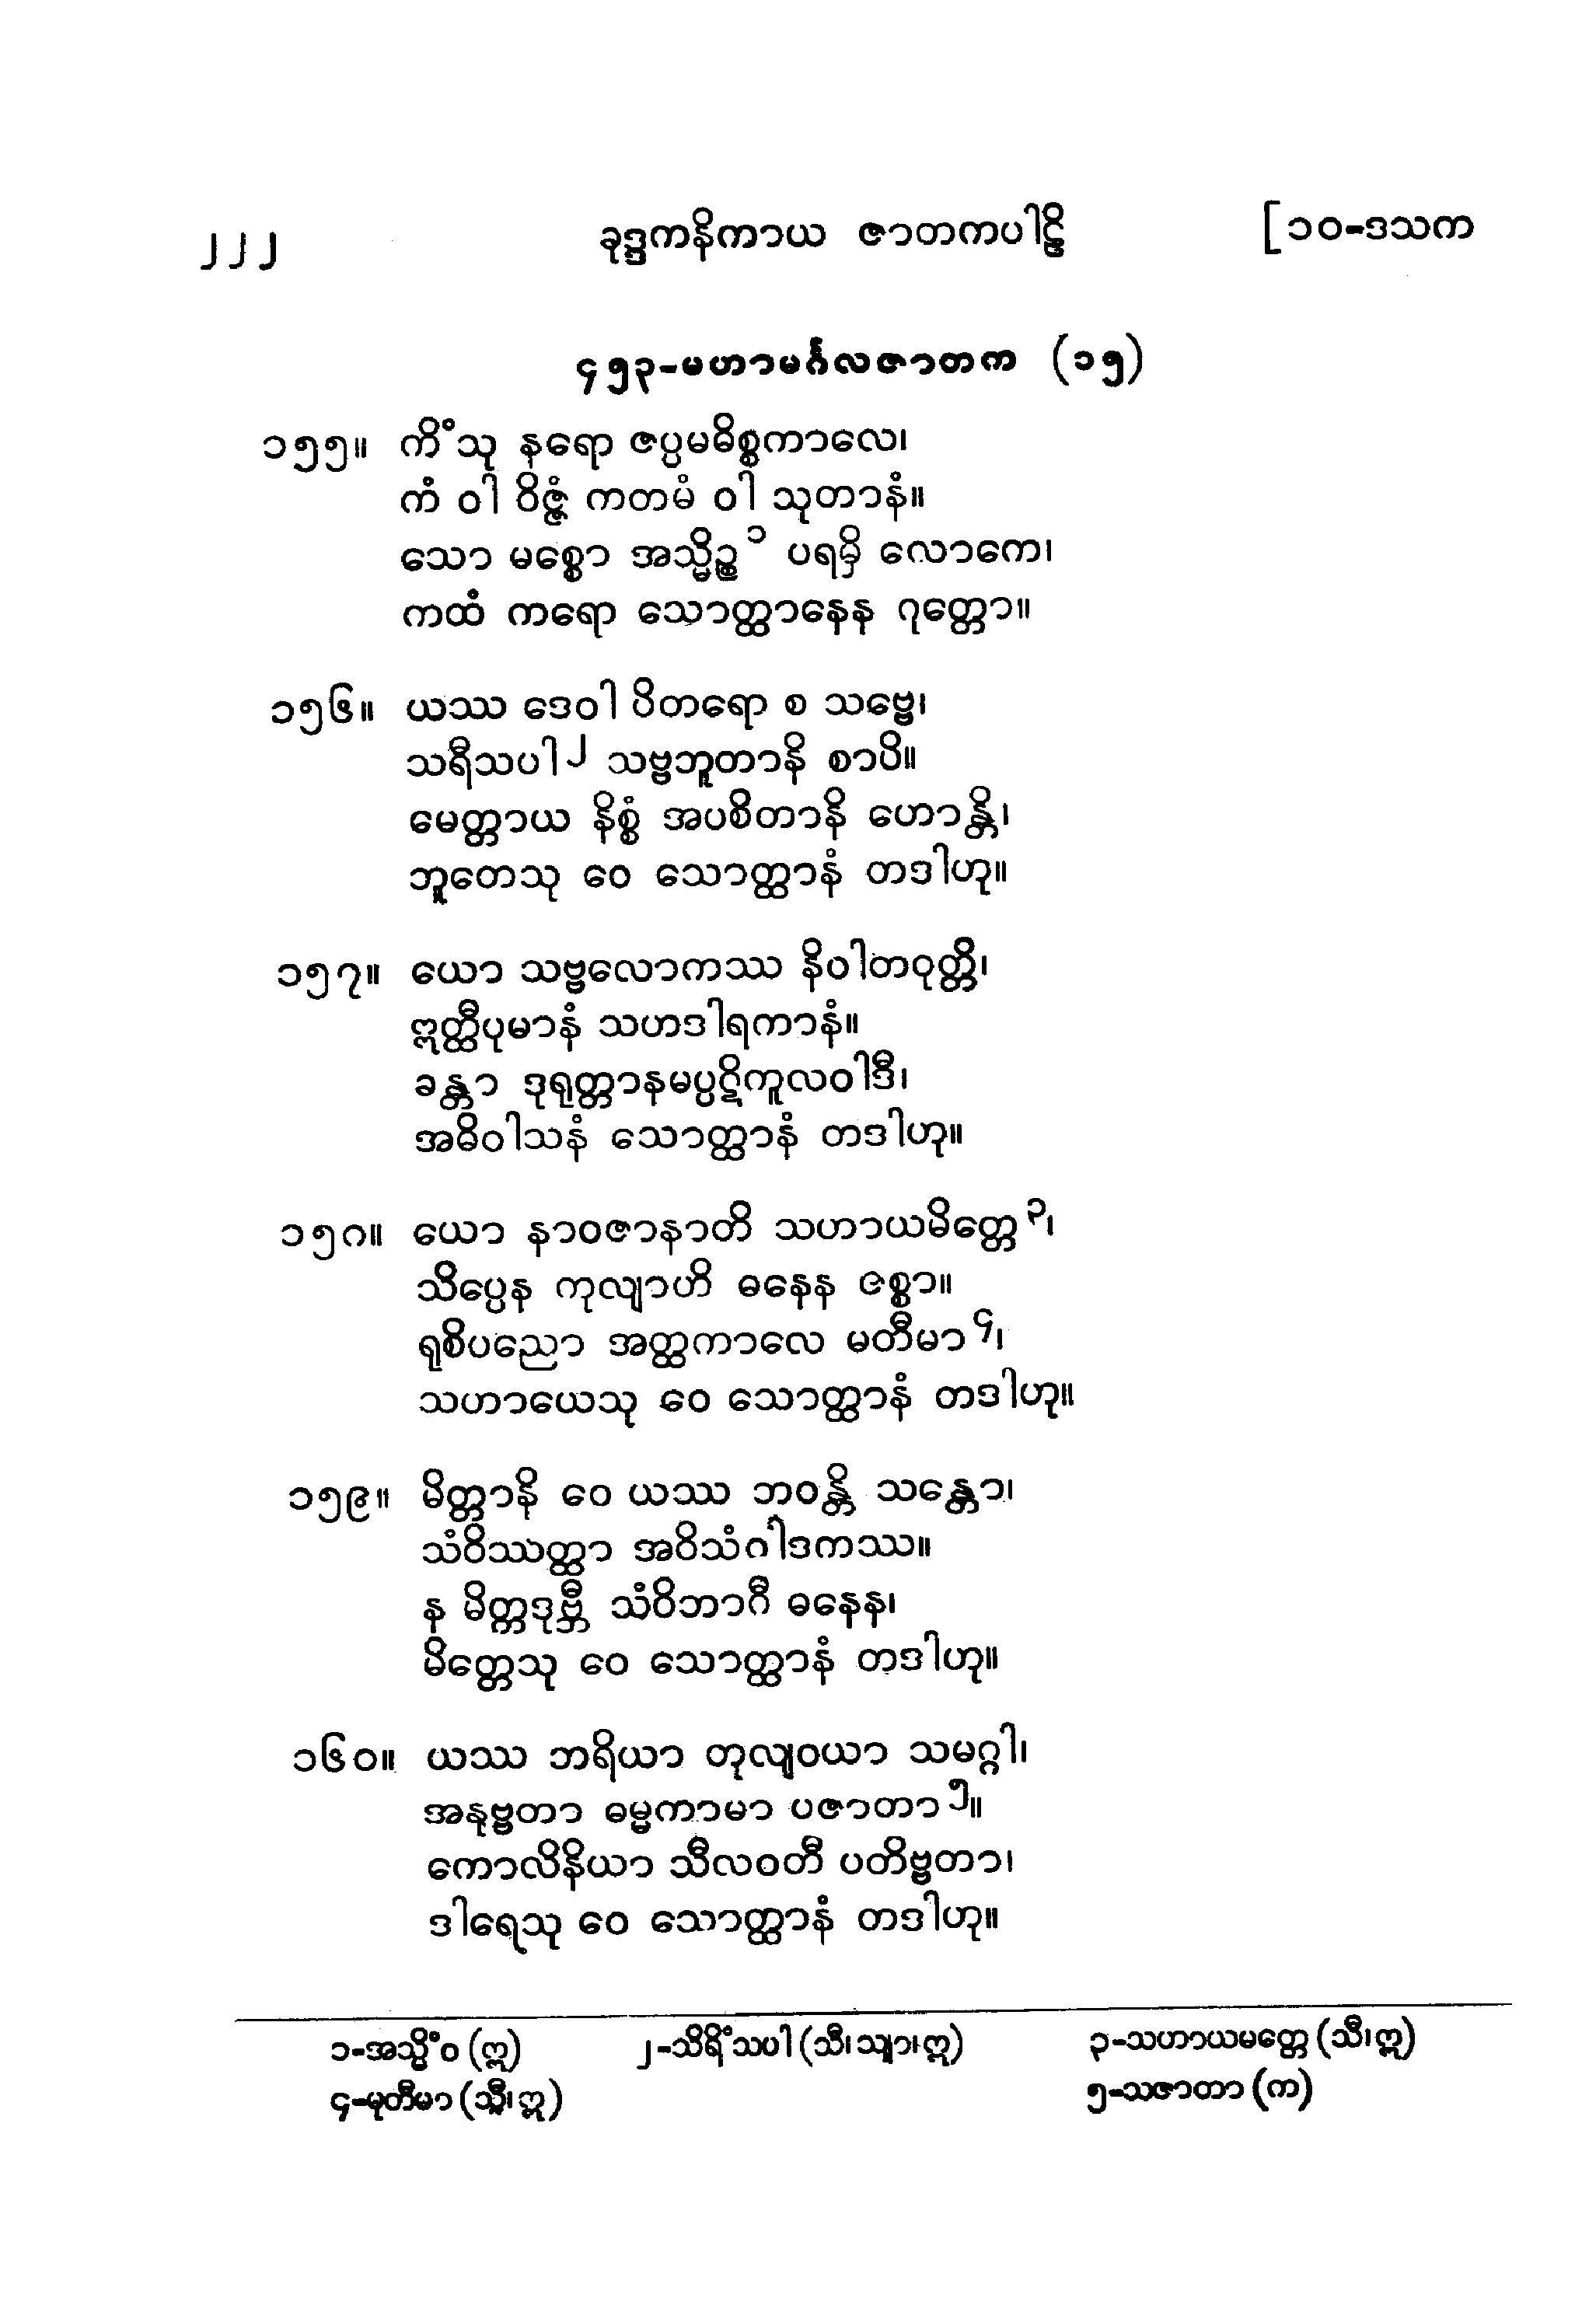 ၂၂၂ ခုဒ္ဒကနိကာယ ဇာတကပါဠိ [၁၀-ဒသက
၄၅၃-မဟာမင်္ဂလဇာတက (၁၅)
၁၅၅။ ကိံသု နရော ဇပ္ပမဓိစ္စကာလေ၊
ကံ ဝါ ဝိဇ္ဇံ ကတမံ ဝါ သုတာနံ။
သော မစ္စော အသ္မိဉ္စ ၁ ပရမှိ လောကေ၊
ကထံ ကရော သောတ္ထာနေန ဂုတ္တော။
၁၅၆။ ယဿ ဒေဝါ ပိတရော စ သဗ္ဗေ၊
သရီသပါ ၂ သဗ္ဗဘူတာနိ စာပိ။
မေတ္တာယ နိစ္စံ အပစိတာနိ ဟောန္တိ၊
ဘူတေသု ဝေ သောတ္ထာနံ တဒါဟု။
၁၅၇။ ယော သဗ္ဗလောကဿ နိဝါတဝုတ္တိ၊
ဣတ္ထီပုမာနံ သဟဒါရကာနံ။
ခန္တာ ဒုရုတ္တာနမပ္ပဋိကူလဝါဒီ၊
အဓိဝါသနံ သောတ္ထာနံ တဒါဟု။
၁၅၈။ ယော နာဝဇာနာတိ သဟာယမိတ္တေ ၃၊
သိပ္ပေန ကုလျာဟိ ဓနေန ဇစ္စာ။
ရုစိပညော အတ္ထကာလေ မတီမာ ၄၊
သဟာယေသု ဝေ သောတ္ထာနံ တဒါဟု။
၁၅၉။ မိတ္တာနိ ဝေ ယဿ ဘဝန္တိ သန္တော၊
သံဝိဿတ္ထာ အဝိသံဝါဒကဿ။
န မိတ္တဒုဗ္ဘီ သံဝိဘာဂီ ဓနေန၊
မိတ္တေသု ဝေ သောတ္ထာနံ တဒါဟု။
၁၆၀။ ယဿ ဘရိယာ တုလျဝယာ သမဂ္ဂါ၊
အနုဗ္ဗတာ ဓမ္မကာမာ ပဇာတာ ၅။
ကောလိနိယာ သီလဝတီ ပတိဗ္ဗတာ၊
ဒါရေသု ဝေ သောတ္ထာနံ တဒါဟု။
၁-အသ္မိံဝ (ဣ) ၂-သိရိံသပါ (သီ၊သျာ၊ဣ) ၃-သဟာယမတ္တေ (သီ၊ဣ)
၄-မုတီမာ (သီ၊ဣ) ၅-သဇာတာ (က)